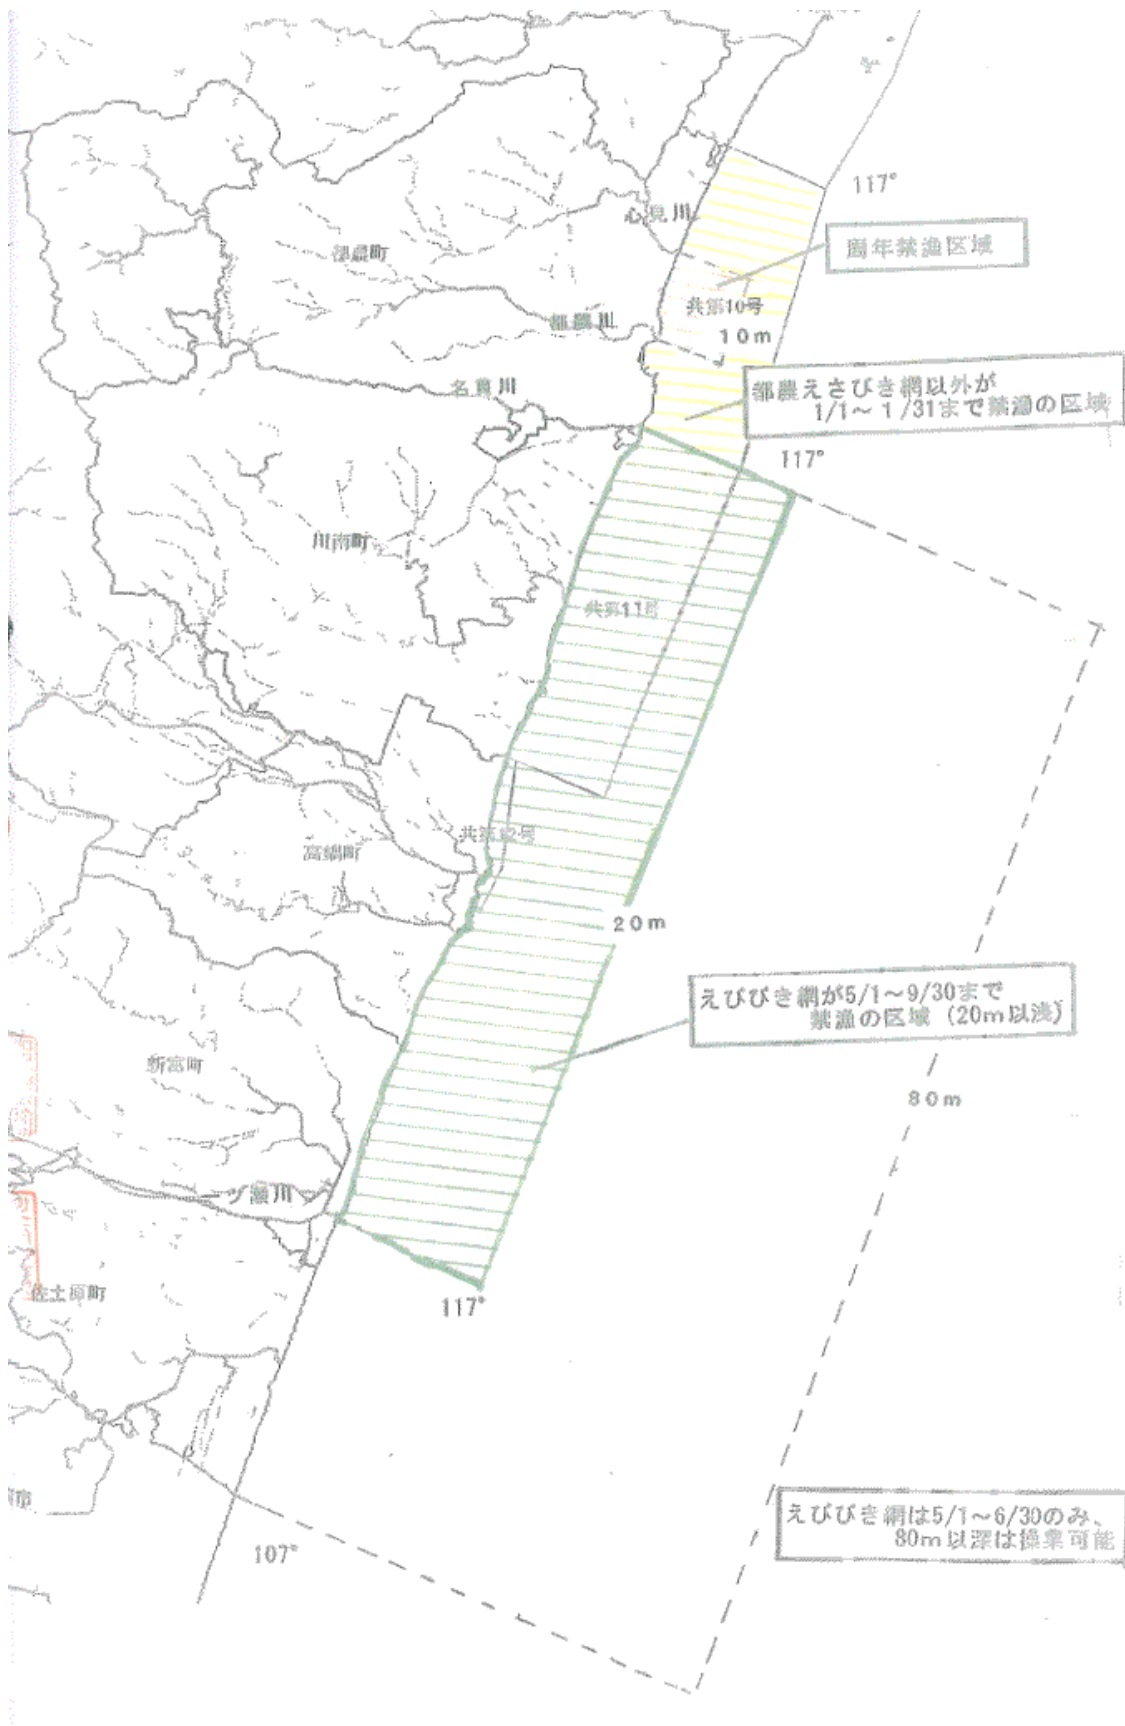 117°
心見川
周年禁漁区域
都農町
共第10号
都農川
10m
都農えさびき網以外が
1/1～1/31まで禁漁の区域
名貫川
117°
川南町
共第11号
共第12号
高鍋町
20m
えびびき網が5/1～9/30まで
禁漁の区域（20m以浅）
新富町
80m
一ツ瀬川
佐土原町
117°
市
えびびき網は5/1～6/30のみ、
80m以深は操業可能
107°